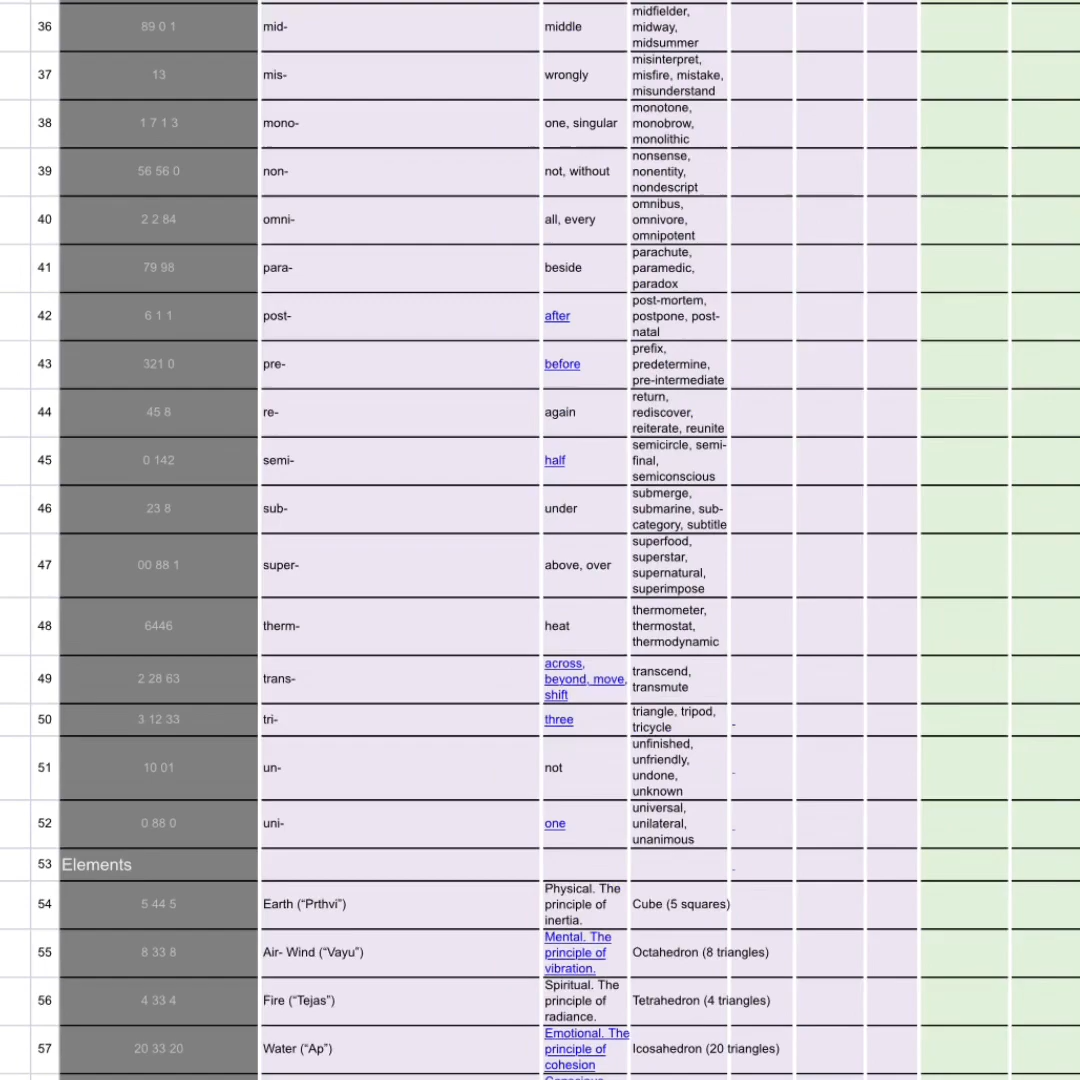 36 89 0 1 mid- middle midfielder,
midway,
midsummer
37 13 mis- wrongly misinterpret,
misfire, mistake,
misunderstand
38 1 7 1 3 mono- one, singular monotone,
monobrow,
monolithic
39 56 56 0 non- not, without nonsense,
nonentity,
nondescript
40 2 2 84 omni- all, every omnibus,
omnivore,
omnipotent
41 79 98 para- beside parachute,
paramedic,
paradox
42 6 1 1 post- after post-mortem,
postpone, post-
natal
43 321 0 pre- before prefix,
predetermine,
pre-intermediate
44 45 8 re- again return,
rediscover,
reiterate, reunite
45 0 142 semi- half semicircle, semi-
final,
semiconscious
46 23 8 sub- under submerge,
submarine, sub-
category, subtitle
47 00 88 1 super- above, over superfood,
superstar,
supernatural,
superimpose
48 6446 therm- heat thermometer,
thermostat,
thermodynamic
49 2 28 63 trans- across,
beyond, move,
shift
transcend,
transmute
50 3 12 33 tri- three triangle, tripod,
tricycle -
51 10 01 un- not unfinished,
unfriendly,
undone,
unknown -
52 0 88 0 uni- one universal,
unilateral,
unanimous -
53 Elements -
54 5 44 5 Earth (“Prthvi”) Physical. The
principle of
inertia.
Cube (5 squares)
55 8 33 8 Air- Wind (“Vayu”) Mental. The
principle of
vibration.
Octahedron (8 triangles)
56 4 33 4 Fire (“Tejas”) Spiritual. The
principle of
radiance.
Tetrahedron (4 triangles)
57 20 33 20 Water (“Ap”) Emotional. The
principle of
cohesion
Icosahedron (20 triangles)